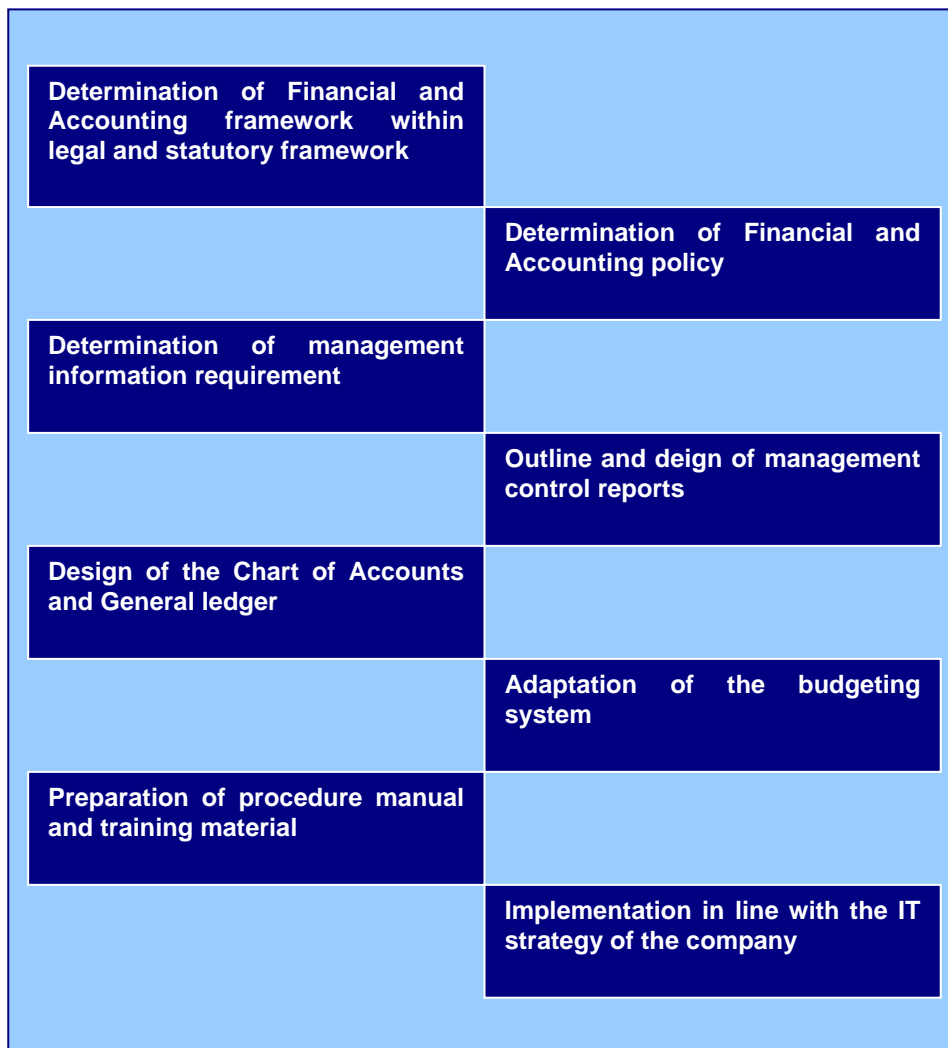 Determination of Financial and
Accounting framework within
legal and statutory framework
Determination of Financial and
Accounting policy
Determination of management
information requirement
Outline and deign of management
control reports
Design of the Chart of Accounts
and General ledger
Adaptation of the budgeting
system
Preparation of procedure manual
and training material
Implementation in line with the IT
strategy of the company